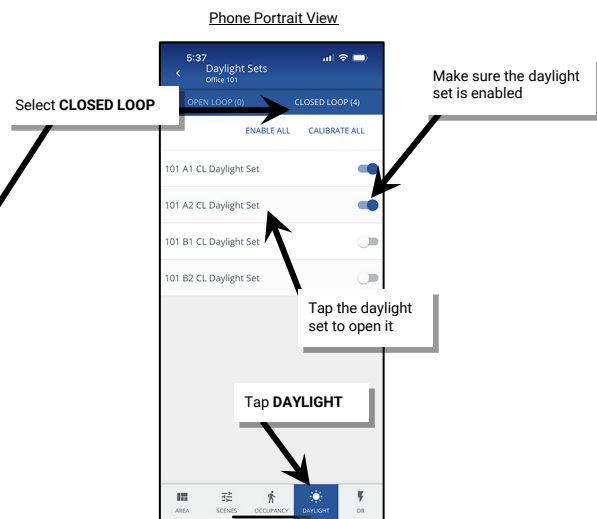 Phone Portrait View
5:37
Daylight Sets
Office 101
Make sure the daylight
set is enabled
Select CLOSED LOOP
OPEN LOOP (0)
CLOSED LOOP (4)
ENABLE ALL
CALIBRATE ALL
101 A1 CL Daylight Set
101 A2 CL Daylight Set
101 B1 CL Daylight Set
101 B2 CL Daylight Set
Tap the daylight
set to open it
Tap DAYLIGHT
AREA
SCENES
OCCUPANCY
DAYLIGHT
DR